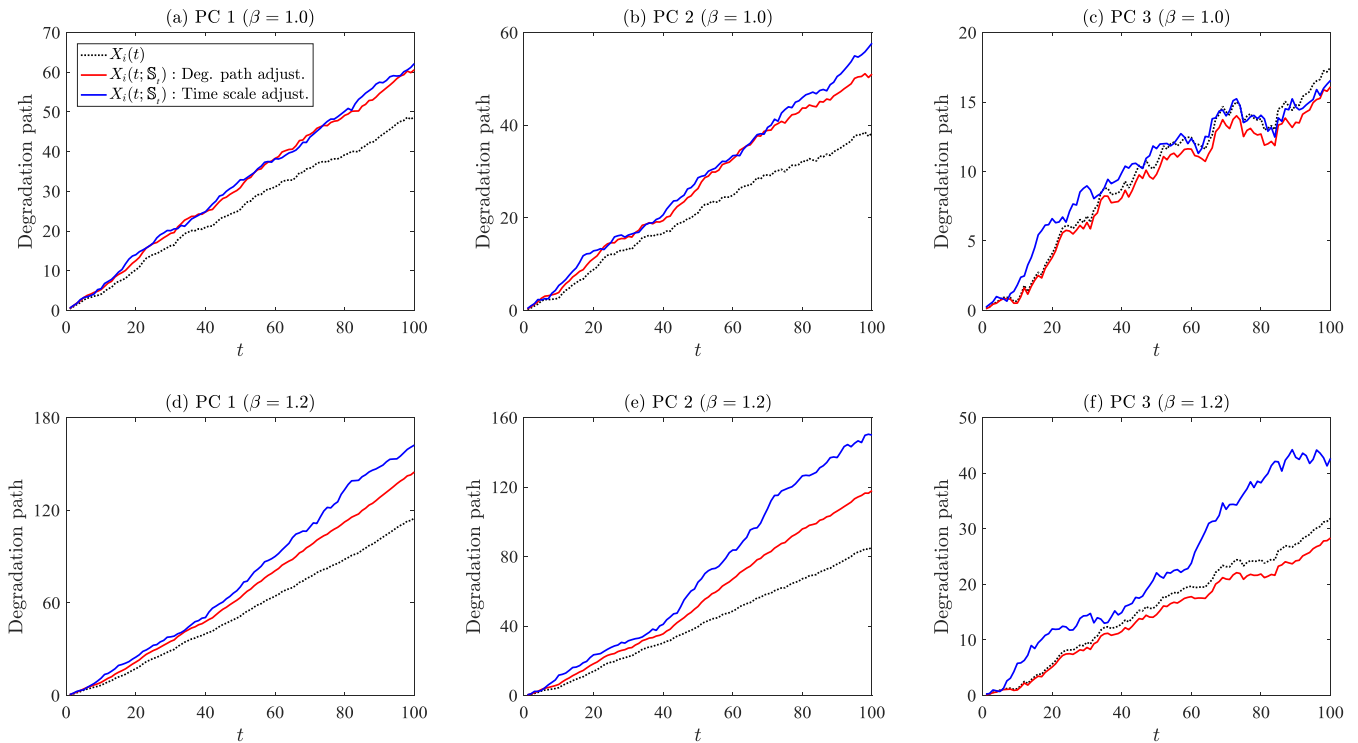 (a) PC 1 (β = 1.0)
70
60
50
40
30
20
10
0
Degradation path
X_i(t)
X_i(t; 𝕊_t) : Deg. path adjust.
X_i(t; 𝕊_t) : Time scale adjust.
0 20 40 60 80 100
t
(b) PC 2 (β = 1.0)
60
40
20
0
Degradation path
0 20 40 60 80 100
t
(c) PC 3 (β = 1.0)
20
15
10
5
0
Degradation path
0 20 40 60 80 100
t
(d) PC 1 (β = 1.2)
180
120
60
0
Degradation path
0 20 40 60 80 100
t
(e) PC 2 (β = 1.2)
160
120
80
40
0
Degradation path
0 20 40 60 80 100
t
(f) PC 3 (β = 1.2)
50
40
30
20
10
0
Degradation path
0 20 40 60 80 100
t